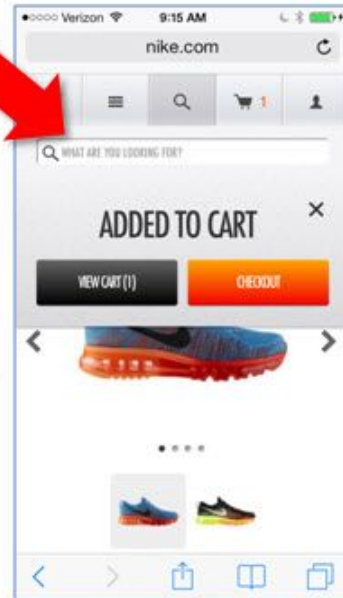 Verizon 9:15 AM
nike.com
1
WHAT ARE YOU LOOKING FOR?
ADDED TO CART
VIEW CART (1)
CHECKOUT